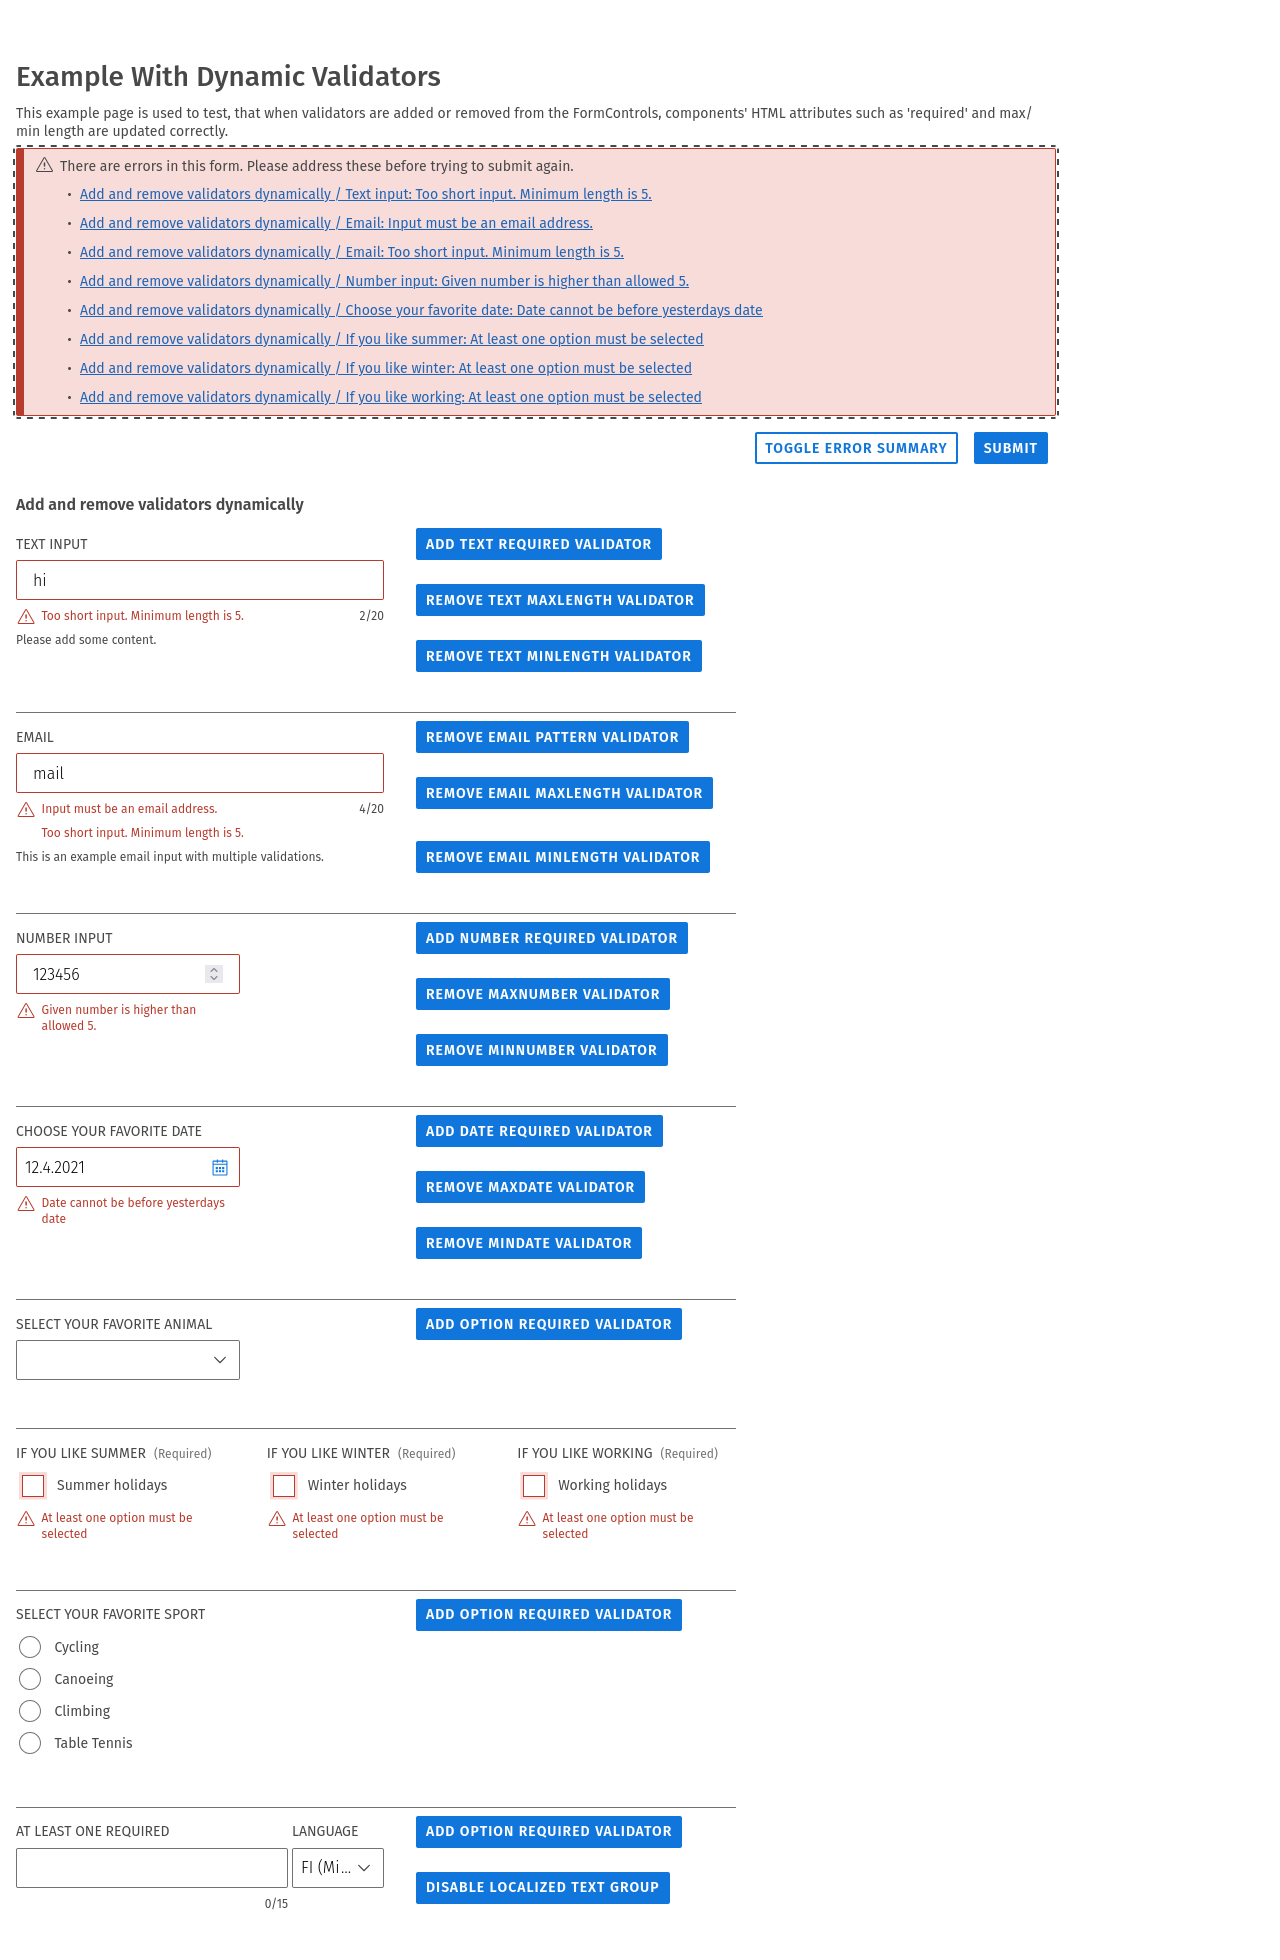 Example With Dynamic Validators
This example page is used to test, that when validators are added or removed from the FormControls, components' HTML attributes such as 'required' and max/
min length are updated correctly.
There are errors in this form. Please address these before trying to submit again.
• Add and remove validators dynamically / Text input: Too short input. Minimum length is 5.
• Add and remove validators dynamically / Email: Input must be an email address.
• Add and remove validators dynamically / Email: Too short input. Minimum length is 5.
• Add and remove validators dynamically / Number input: Given number is higher than allowed 5.
• Add and remove validators dynamically / Choose your favorite date: Date cannot be before yesterdays date
• Add and remove validators dynamically / If you like summer: At least one option must be selected
• Add and remove validators dynamically / If you like winter: At least one option must be selected
• Add and remove validators dynamically / If you like working: At least one option must be selected
TOGGLE ERROR SUMMARY SUBMIT
Add and remove validators dynamically
TEXT INPUT
hi
Too short input. Minimum length is 5. 2/20
Please add some content.
ADD TEXT REQUIRED VALIDATOR
REMOVE TEXT MAXLENGTH VALIDATOR
REMOVE TEXT MINLENGTH VALIDATOR
EMAIL
mail
Input must be an email address. 4/20
Too short input. Minimum length is 5.
This is an example email input with multiple validations.
REMOVE EMAIL PATTERN VALIDATOR
REMOVE EMAIL MAXLENGTH VALIDATOR
REMOVE EMAIL MINLENGTH VALIDATOR
NUMBER INPUT
123456
Given number is higher than
allowed 5.
ADD NUMBER REQUIRED VALIDATOR
REMOVE MAXNUMBER VALIDATOR
REMOVE MINNUMBER VALIDATOR
CHOOSE YOUR FAVORITE DATE
12.4.2021
Date cannot be before yesterdays
date
ADD DATE REQUIRED VALIDATOR
REMOVE MAXDATE VALIDATOR
REMOVE MINDATE VALIDATOR
SELECT YOUR FAVORITE ANIMAL
ADD OPTION REQUIRED VALIDATOR
IF YOU LIKE SUMMER (Required)
Summer holidays
At least one option must be
selected
IF YOU LIKE WINTER (Required)
Winter holidays
At least one option must be
selected
IF YOU LIKE WORKING (Required)
Working holidays
At least one option must be
selected
SELECT YOUR FAVORITE SPORT
Cycling
Canoeing
Climbing
Table Tennis
ADD OPTION REQUIRED VALIDATOR
AT LEAST ONE REQUIRED
0/15
LANGUAGE
FI (Mi...
ADD OPTION REQUIRED VALIDATOR
DISABLE LOCALIZED TEXT GROUP